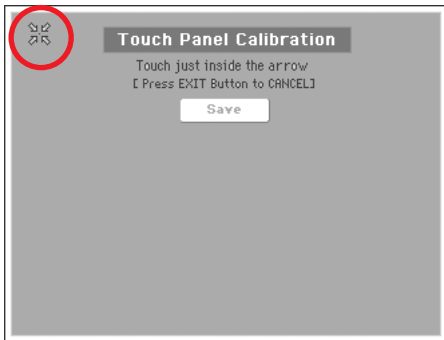 Touch Panel Calibration
Touch just inside the arrow
[ Press EXIT Button to CANCEL]
Save